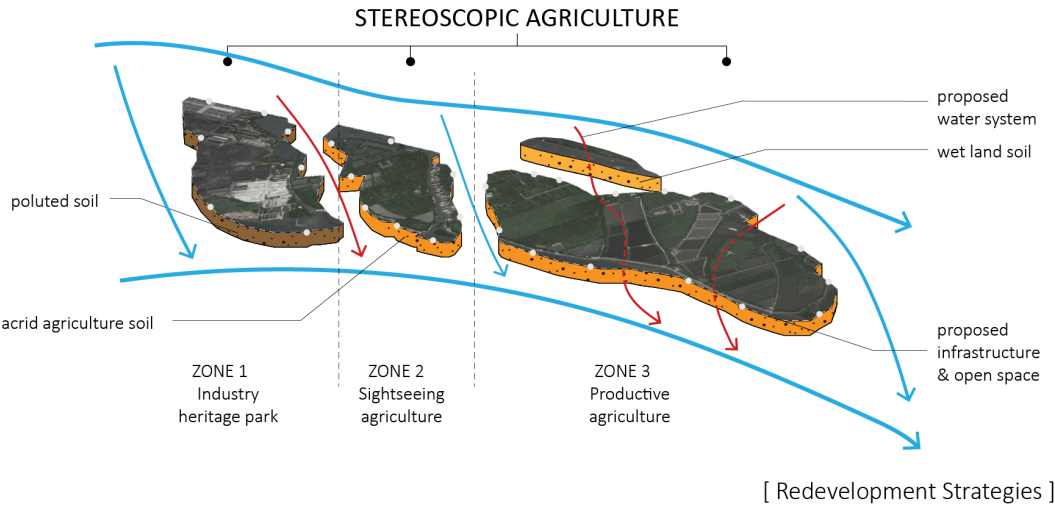 STEREOSCOPIC AGRICULTURE
proposed
water system
wet land soil
poluted soil
acrid agriculture soil
proposed
infrastructure
& open space
ZONE 1
Industry
heritage park
ZONE 2
Sightseeing
agriculture
ZONE 3
Productive
agriculture
[ Redevelopment Strategies ]